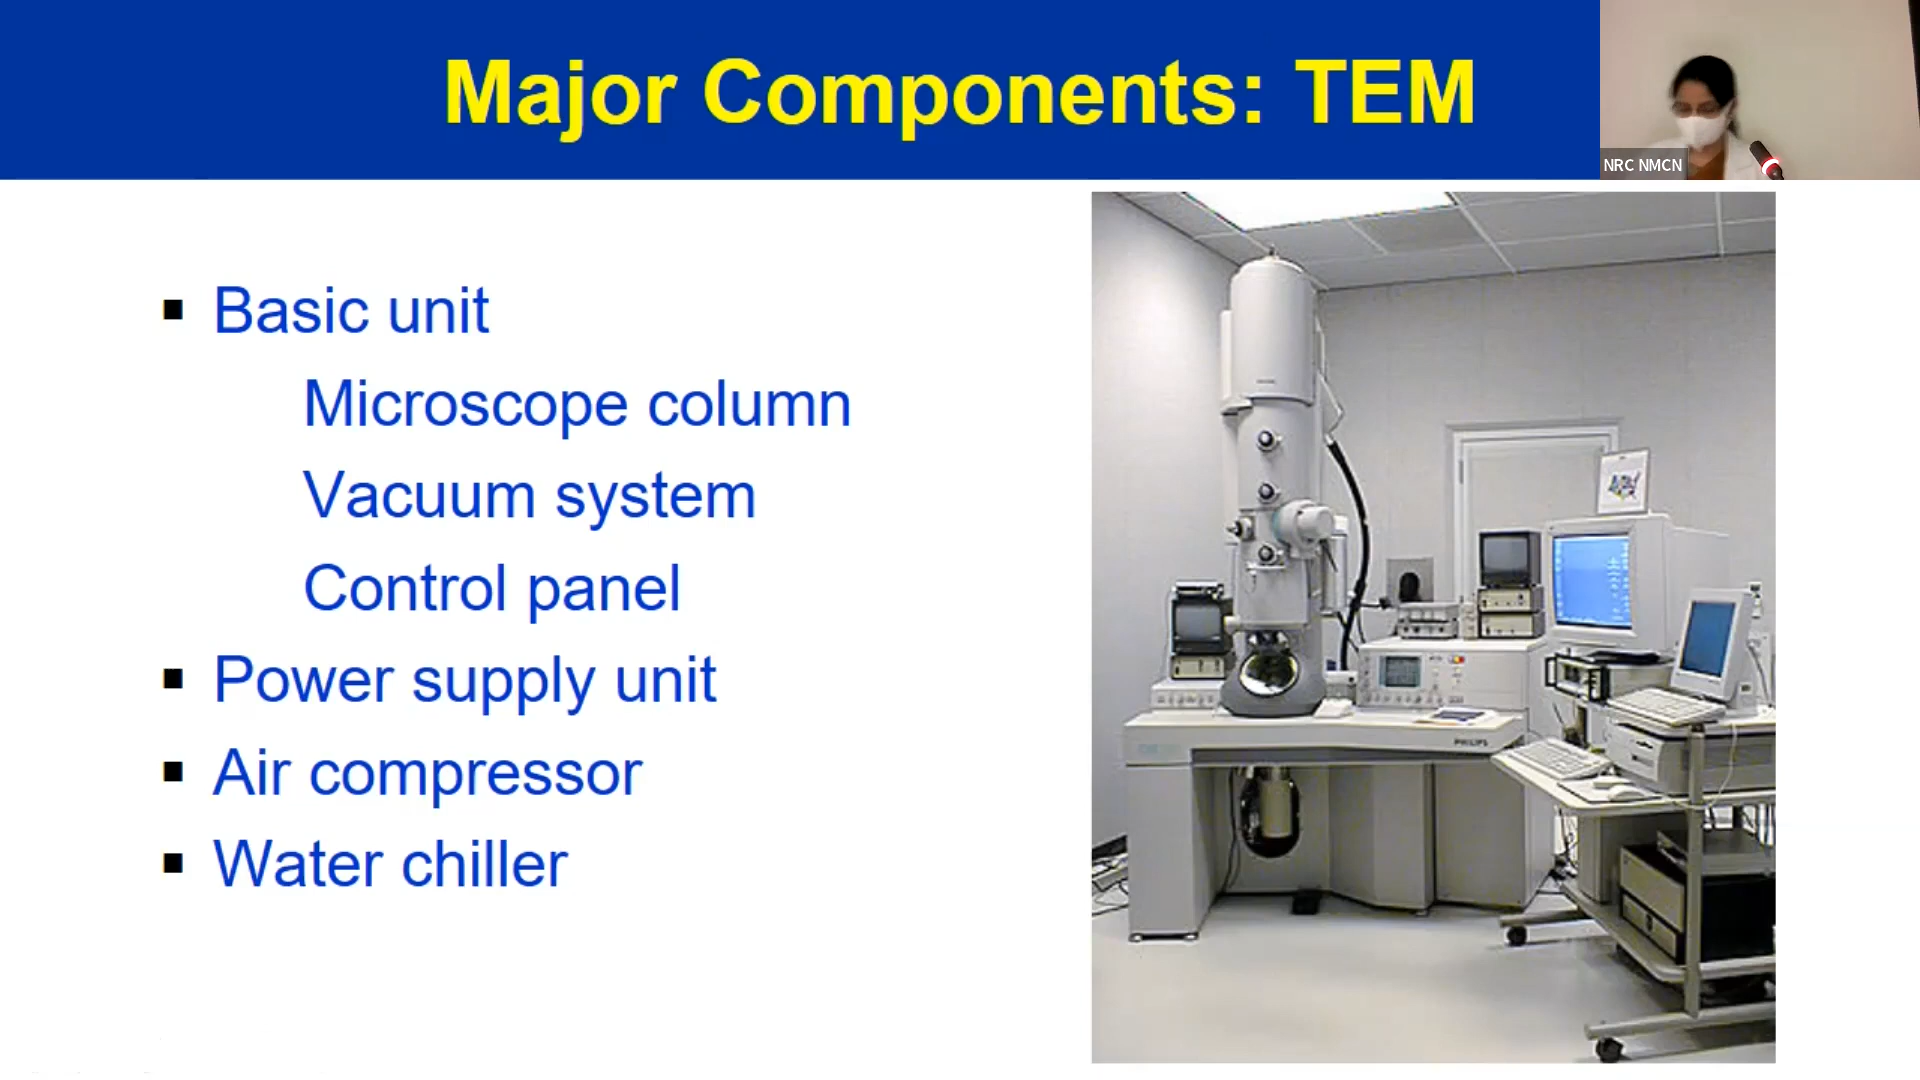 Major Components: TEM
NRC NMCN
▪ Basic unit
Microscope column
Vacuum system
Control panel
▪ Power supply unit
▪ Air compressor
▪ Water chiller
PHILIPS